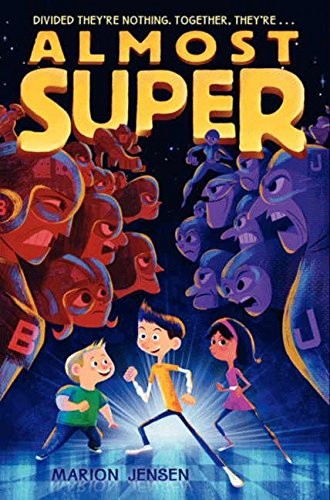 DIVIDED THEY'RE NOTHING. TOGETHER, THEY'RE . . .
ALMOST
SUPER
B
J
B
J
MARION JENSEN